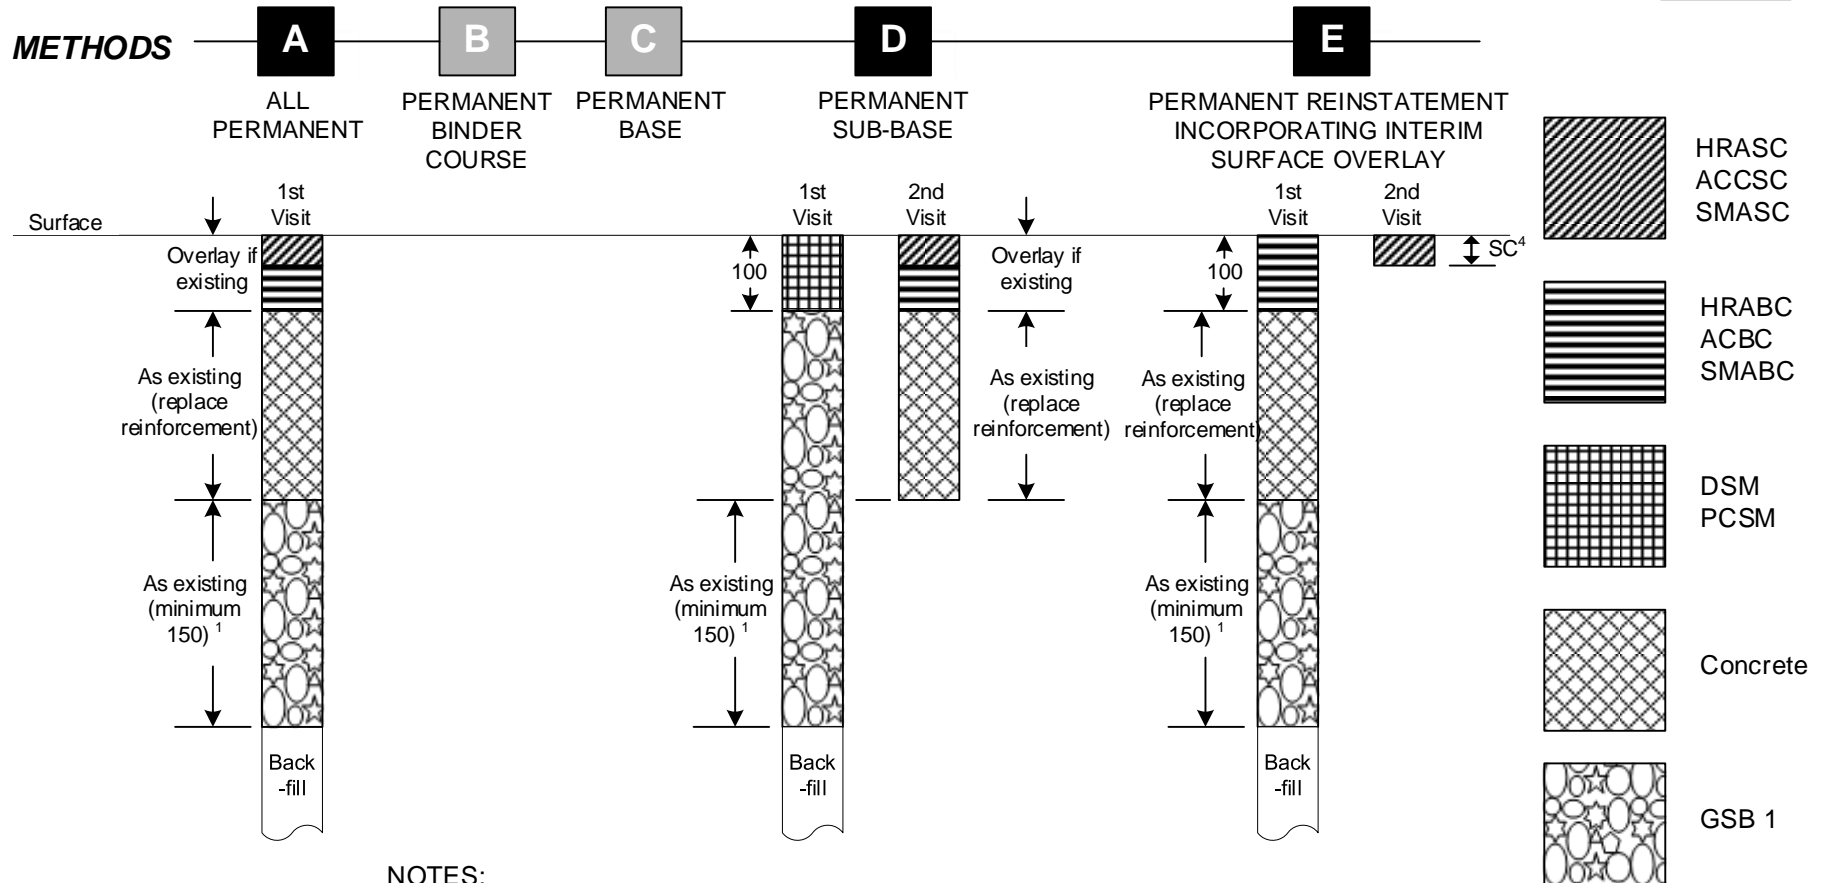 METHODS A B C D E
ALL
PERMANENT
PERMANENT
BINDER
COURSE
PERMANENT
BASE
PERMANENT
SUB-BASE
PERMANENT REINSTATEMENT
INCORPORATING INTERIM
SURFACE OVERLAY
Surface
1st
Visit
Overlay if
existing
As existing
(replace
reinforcement)
As existing
(minimum
150) 1
Back
-fill
1st
Visit
100
2nd
Visit
Overlay if
existing
As existing
(replace
reinforcement)
As existing
(minimum
150) 1
Back
-fill
1st
Visit
100
2nd
Visit
SC4
As existing
(replace
reinforcement)
As existing
(minimum
150) 1
Back
-fill
HRASC
ACCSC
SMASC
HRABC
ACBC
SMABC
DSM
PCSM
Concrete
GSB 1
NOTES: